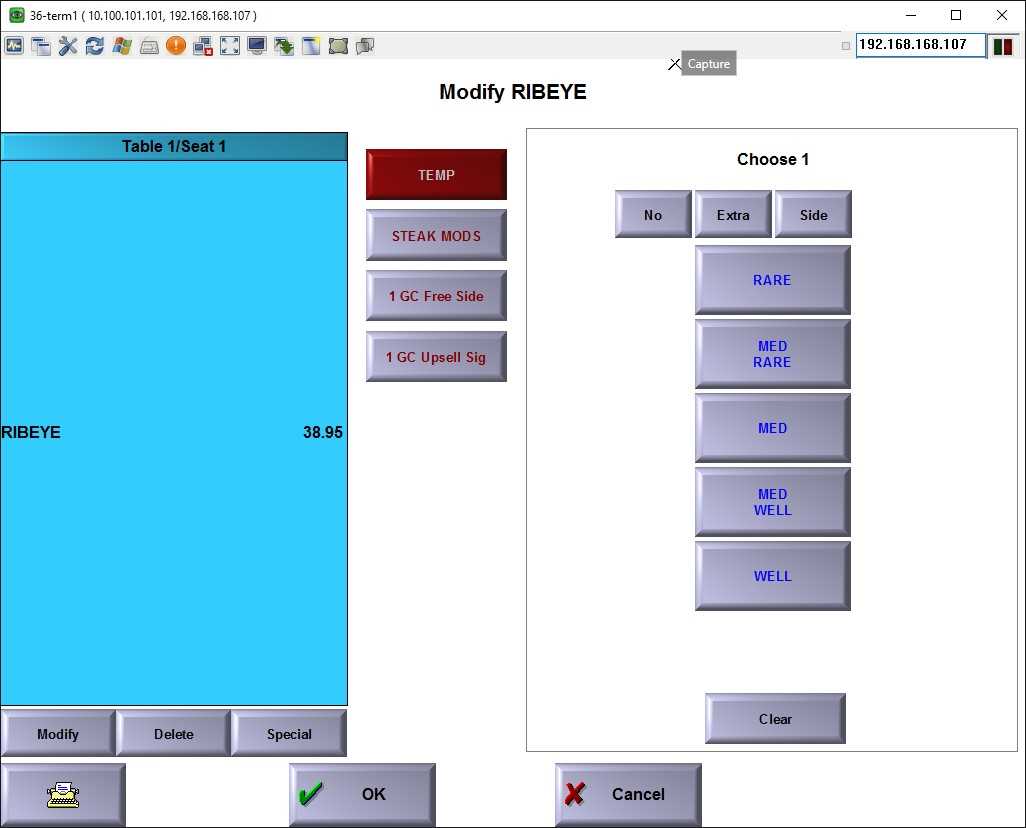 36-term1 ( 10.100.101.101, 192.168.168.107 )
192.168.168.107
Capture
Modify RIBEYE
Table 1/Seat 1
RIBEYE 38.95
TEMP
STEAK MODS
1 GC Free Side
1 GC Upsell Sig
Choose 1
No Extra Side
RARE
MED
RARE
MED
MED
WELL
WELL
Clear
Modify Delete Special
OK Cancel